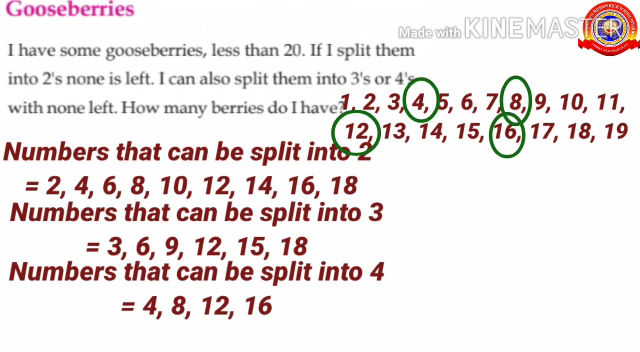 Gooseberries
Made with KINEMASTER
I have some gooseberries, less than 20. If I split them
into 2's none is left. I can also split them into 3's or 4's
with none left. How many berries do I have?
1, 2, 3, 4, 5, 6, 7, 8, 9, 10, 11,
12, 13, 14, 15, 16, 17, 18, 19
Numbers that can be split into 2
= 2, 4, 6, 8, 10, 12, 14, 16, 18
Numbers that can be split into 3
= 3, 6, 9, 12, 15, 18
Numbers that can be split into 4
= 4, 8, 12, 16